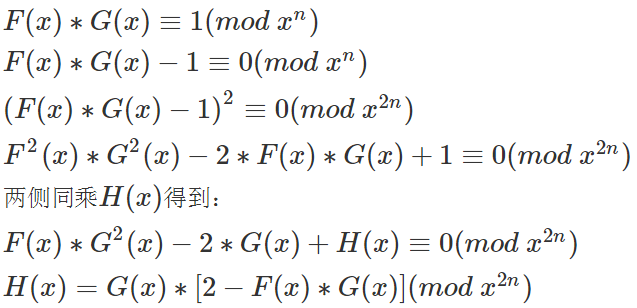 F(x) * G(x) ≡ 1(mod xⁿ)
F(x) * G(x) − 1 ≡ 0(mod xⁿ)
(F(x) * G(x) − 1)² ≡ 0(mod x²ⁿ)
F²(x) * G²(x) − 2 * F(x) * G(x) + 1 ≡ 0(mod x²ⁿ)
两侧同乘H(x)得到：
F(x) * G²(x) − 2 * G(x) + H(x) ≡ 0(mod x²ⁿ)
H(x) = G(x) * [2 − F(x) * G(x)](mod x²ⁿ)